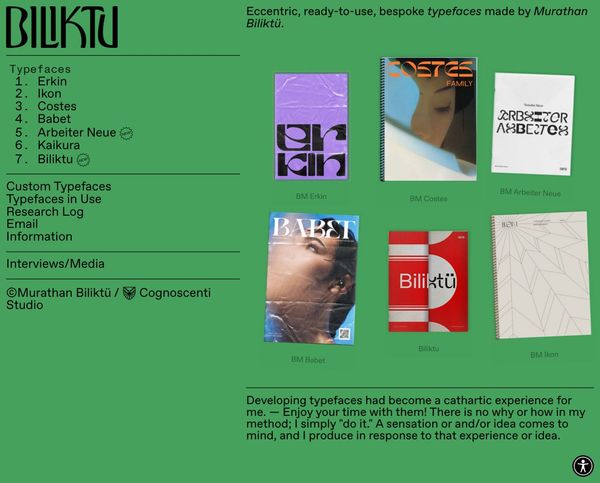 BILIKTU
Typefaces
1. Erkin
2. Ikon
3. Costes
4. Babet
5. Arbeiter Neue
6. Kaikura
7. Biliktu
Custom Typefaces
Typefaces in Use
Research Log
Email
Information
Interviews/Media
©Murathan Biliktü / Cognoscenti
Studio
Eccentric, ready-to-use, bespoke typefaces made by Murathan
Biliktü.
erkin
BM Erkin
COSTES
FAMILY
BM Costes
BM Arbeiter Neue
BABET
BM Babet
Biliktü
Biliktu
BM Ikon
Developing typefaces had become a cathartic experience for
me. — Enjoy your time with them! There is no why or how in my
method; I simply "do it." A sensation or and/or idea comes to
mind, and I produce in response to that experience or idea.